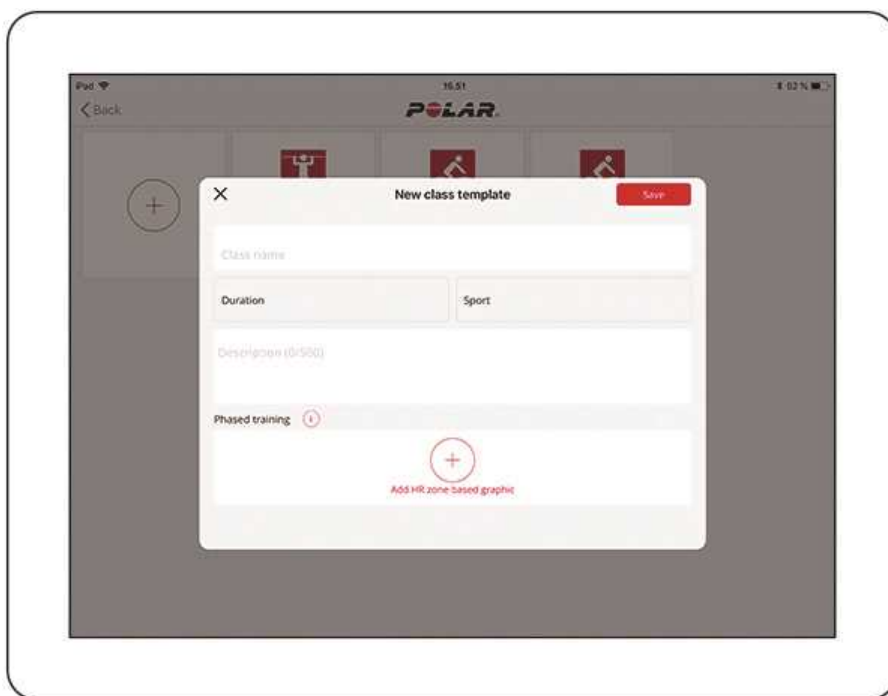 iPad 16.51 92 %
Back POLAR.
New class template Save
Class name
Duration Sport
Description (0/500)
Phased training i
Add HR zone based graphic